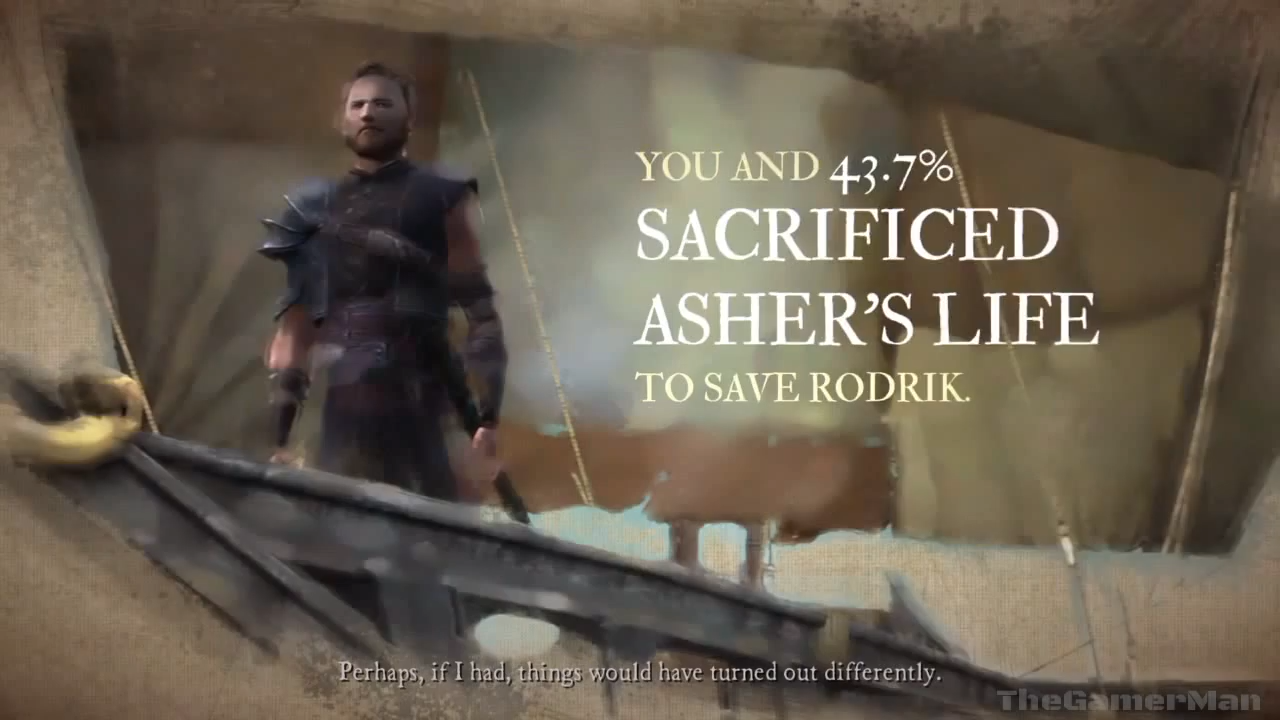 YOU AND 43.7%
SACRIFICED
ASHER'S LIFE
TO SAVE RODRIK.
Perhaps, if I had, things would have turned out differently.
TheGamerMan